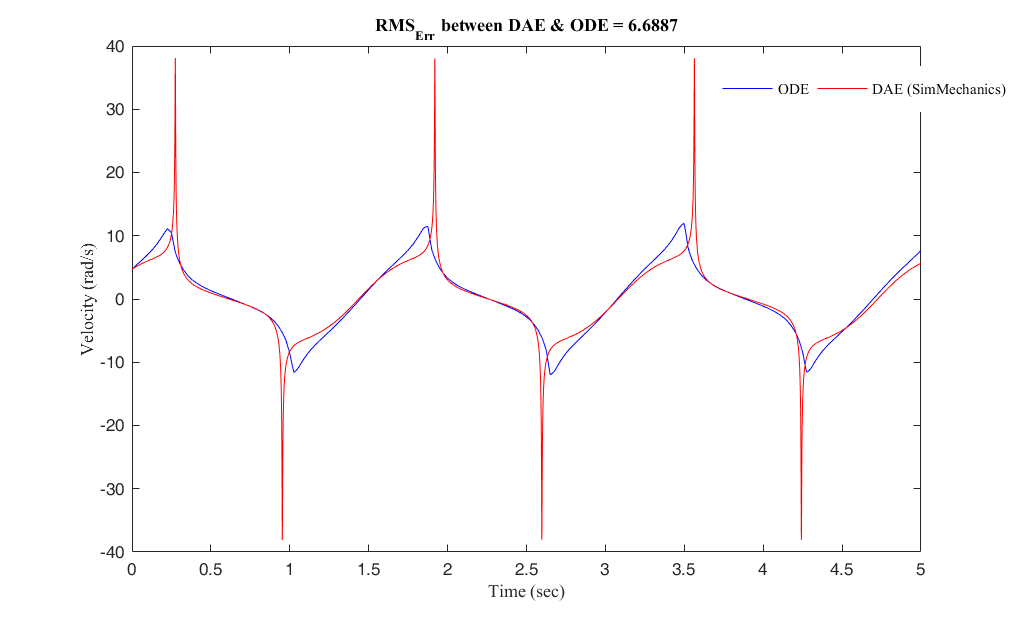 RMS_Err between DAE & ODE = 6.6887
ODE
DAE (SimMechanics)
Velocity (rad/s)
40
30
20
10
0
-10
-20
-30
-40
0 0.5 1 1.5 2 2.5 3 3.5 4 4.5 5
Time (sec)